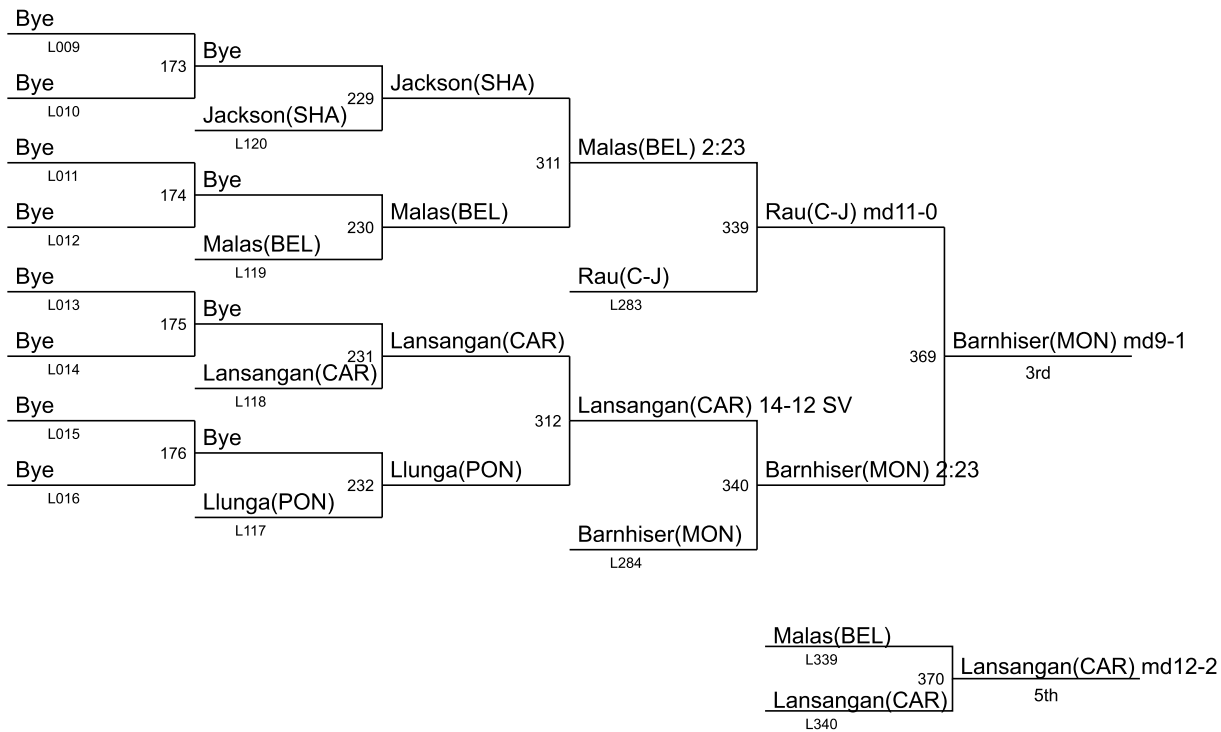 Bye
L009
173
Bye
Bye
L010
229
Jackson(SHA)
Jackson(SHA)
L120
Bye
L011
311
Malas(BEL) 2:23
174
Bye
Bye
L012
230
Malas(BEL)
Malas(BEL)
L119
339
Rau(C-J) md11-0
Bye
L013
Rau(C-J)
L283
175
Bye
Bye
L014
231
Lansangan(CAR)
Lansangan(CAR)
L118
369
Barnhiser(MON) md9-1
3rd
Bye
L015
312
Lansangan(CAR) 14-12 SV
176
Bye
Bye
L016
232
Llunga(PON)
Llunga(PON)
L117
340
Barnhiser(MON) 2:23
Barnhiser(MON)
L284
Malas(BEL)
L339
370
Lansangan(CAR) md12-2
5th
Lansangan(CAR)
L340